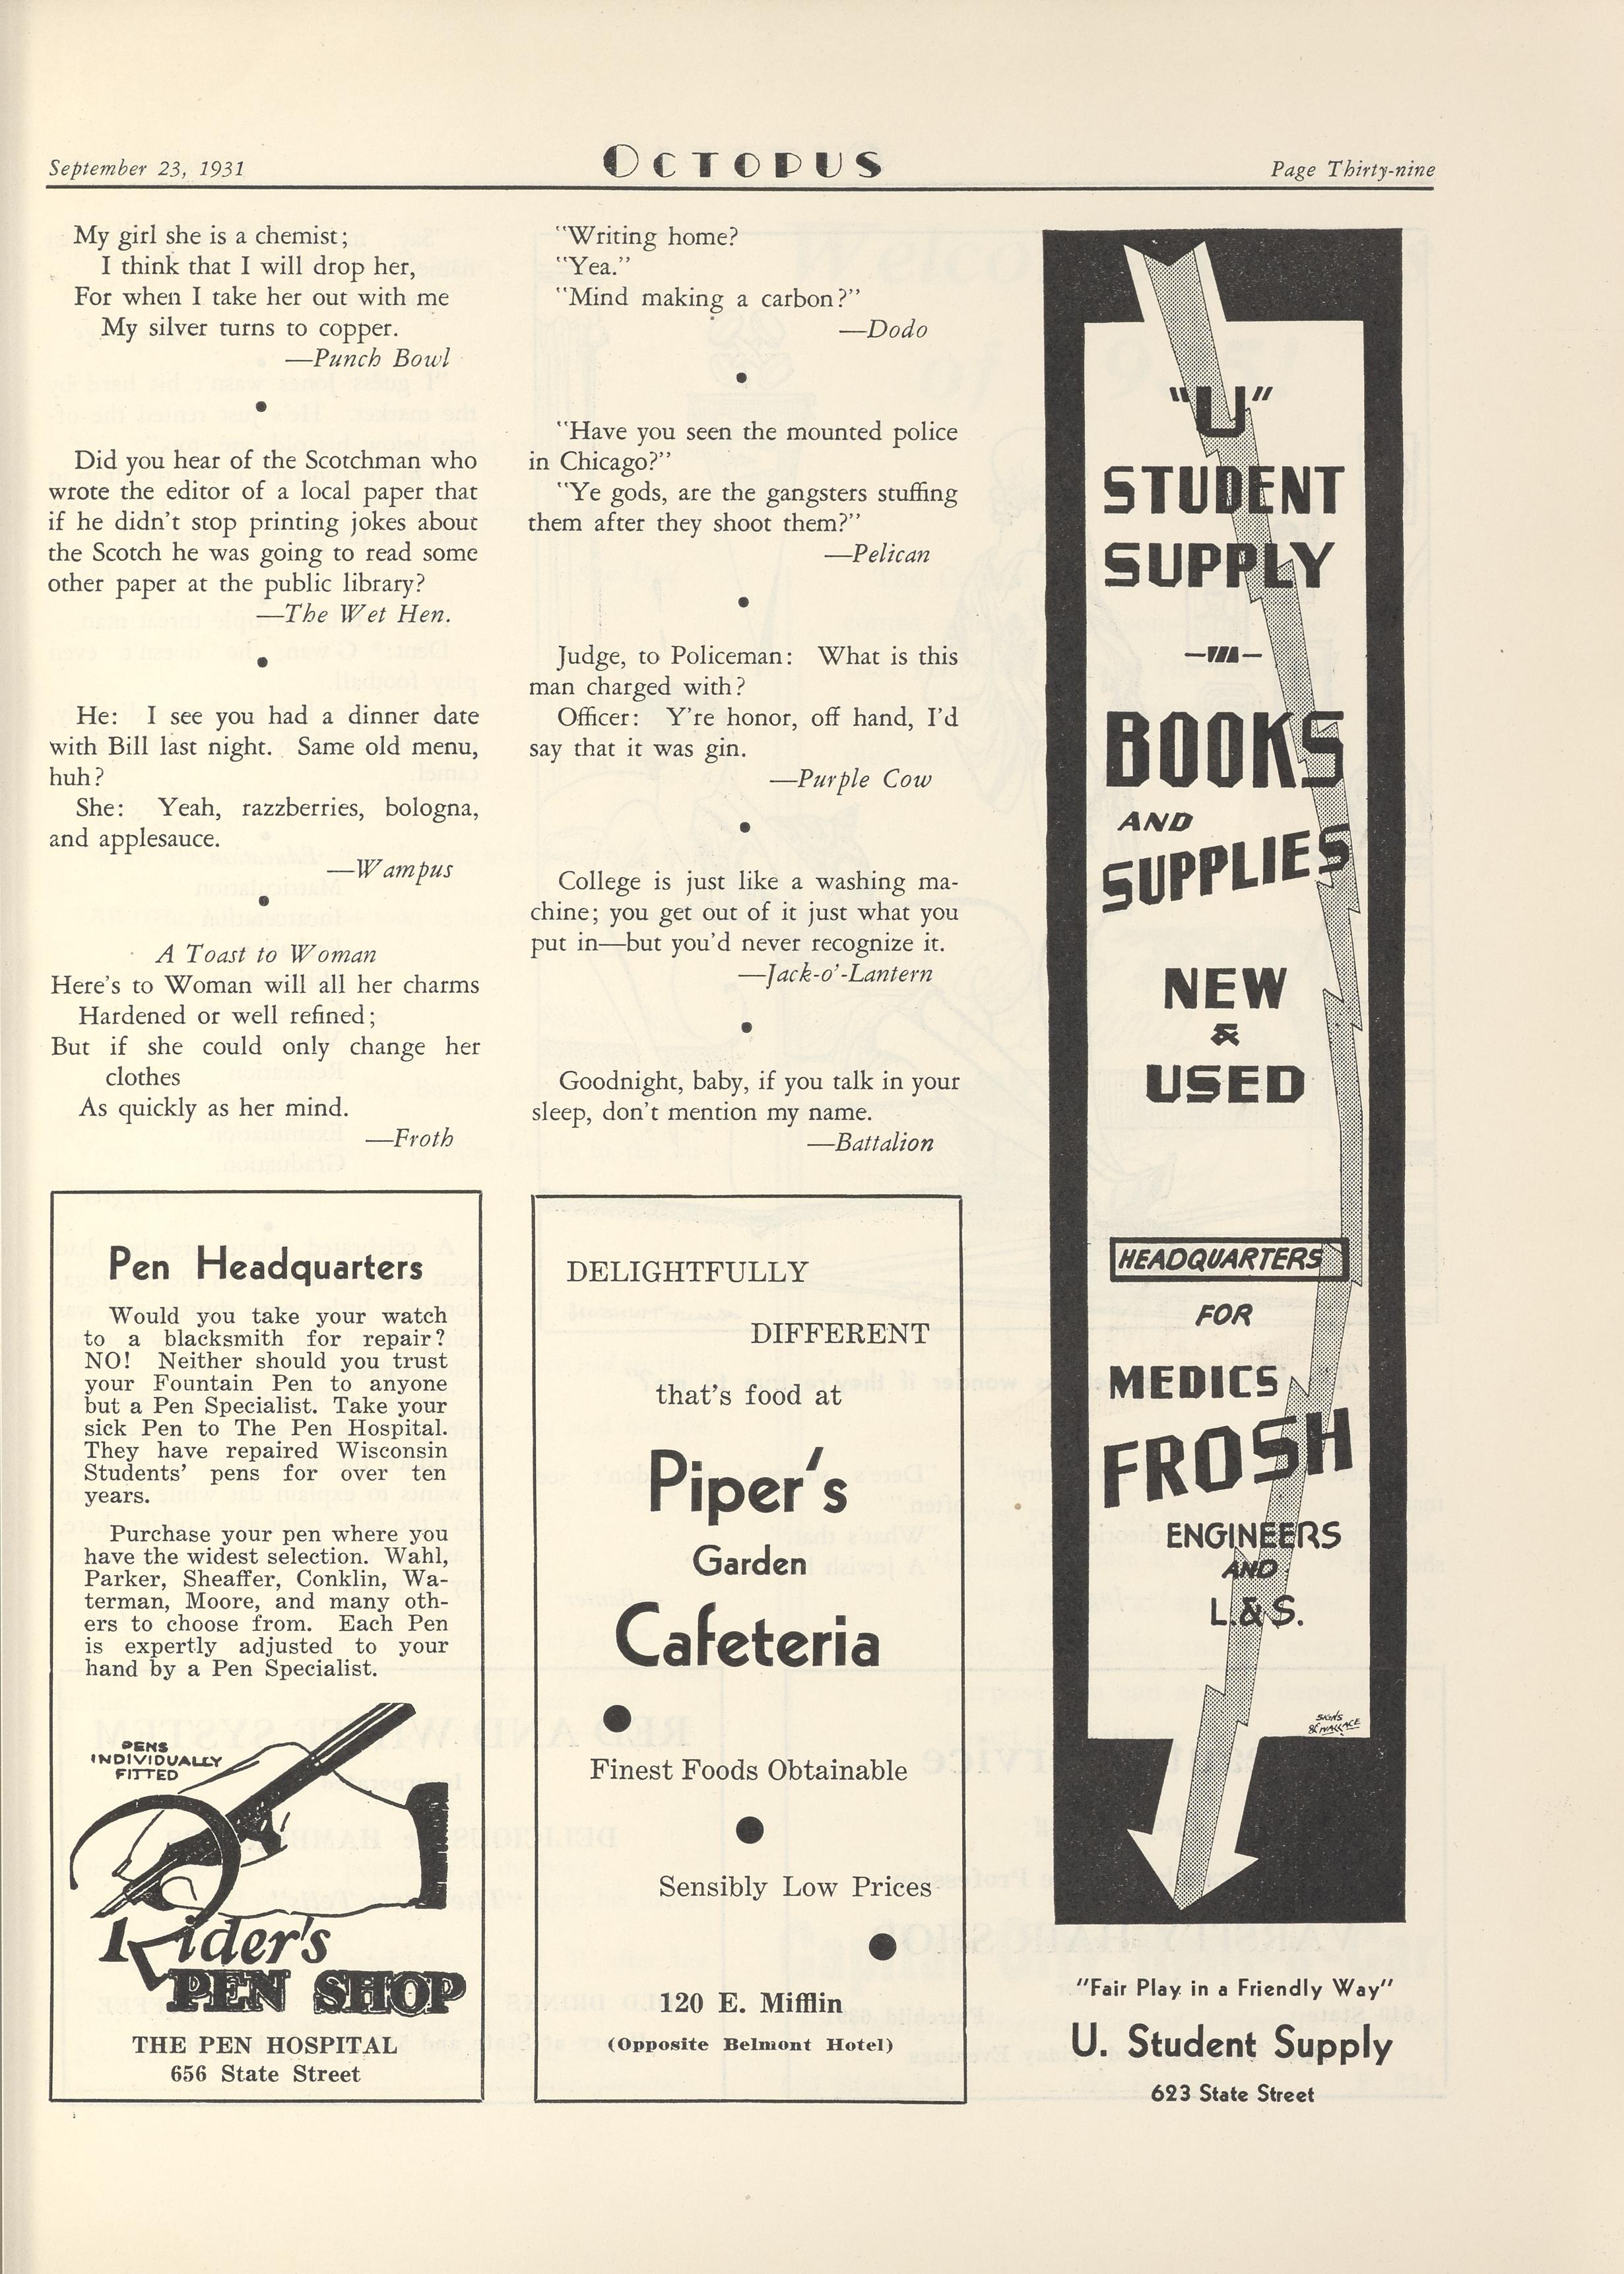 September 23, 1931
OCTOPUS
Page Thirty-nine
My girl she is a chemist;
I think that I will drop her,
For when I take her out with me
My silver turns to copper.
—Punch Bowl
Did you hear of the Scotchman who
wrote the editor of a local paper that
if he didn't stop printing jokes about
the Scotch he was going to read some
other paper at the public library?
—The Wet Hen.
He: I see you had a dinner date
with Bill last night. Same old menu,
huh?
She: Yeah, razzberries, bologna,
and applesauce.
—Wampus
A Toast to Woman
Here's to Woman will all her charms
Hardened or well refined;
But if she could only change her
clothes
As quickly as her mind.
—Froth
"Writing home?
"Yea."
"Mind making a carbon?"
—Dodo
"Have you seen the mounted police
in Chicago?"
"Ye gods, are the gangsters stuffing
them after they shoot them?"
—Pelican
Judge, to Policeman: What is this
man charged with?
Officer: Y're honor, off hand, I'd
say that it was gin.
—Purple Cow
College is just like a washing ma-
chine; you get out of it just what you
put in—but you'd never recognize it.
—Jack-o'-Lantern
Goodnight, baby, if you talk in your
sleep, don't mention my name.
—Battalion
Pen Headquarters
Would you take your watch
to a blacksmith for repair?
NO! Neither should you trust
your Fountain Pen to anyone
but a Pen Specialist. Take your
sick Pen to The Pen Hospital.
They have repaired Wisconsin
Students' pens for over ten
years.
Purchase your pen where you
have the widest selection. Wahl,
Parker, Sheaffer, Conklin, Wa-
terman, Moore, and many oth-
ers to choose from. Each Pen
is expertly adjusted to your
hand by a Pen Specialist.
PENS
INDIVIDUALLY
FITTED
Rider's
PEN SHOP
THE PEN HOSPITAL
656 State Street
DELIGHTFULLY
DIFFERENT
that's food at
Piper's
Garden
Cafeteria
Finest Foods Obtainable
Sensibly Low Prices
120 E. Mifflin
(Opposite Belmont Hotel)
"U"
STUDENT
SUPPLY
BOOKS
AND
SUPPLIES
NEW
&
USED
HEADQUARTERS
FOR
MEDICS
FROSH
ENGINEERS
AND
L.&S.
SIGNS
BY WALLACE
"Fair Play in a Friendly Way"
U. Student Supply
623 State Street